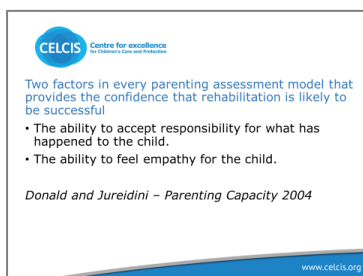 CELCIS
Centre for excellence
for Children's Care and Protection
Two factors in every parenting assessment model that
provides the confidence that rehabilitation is likely to
be successful
• The ability to accept responsibility for what has
happened to the child.
• The ability to feel empathy for the child.
Donald and Jureidini – Parenting Capacity 2004
www.celcis.org